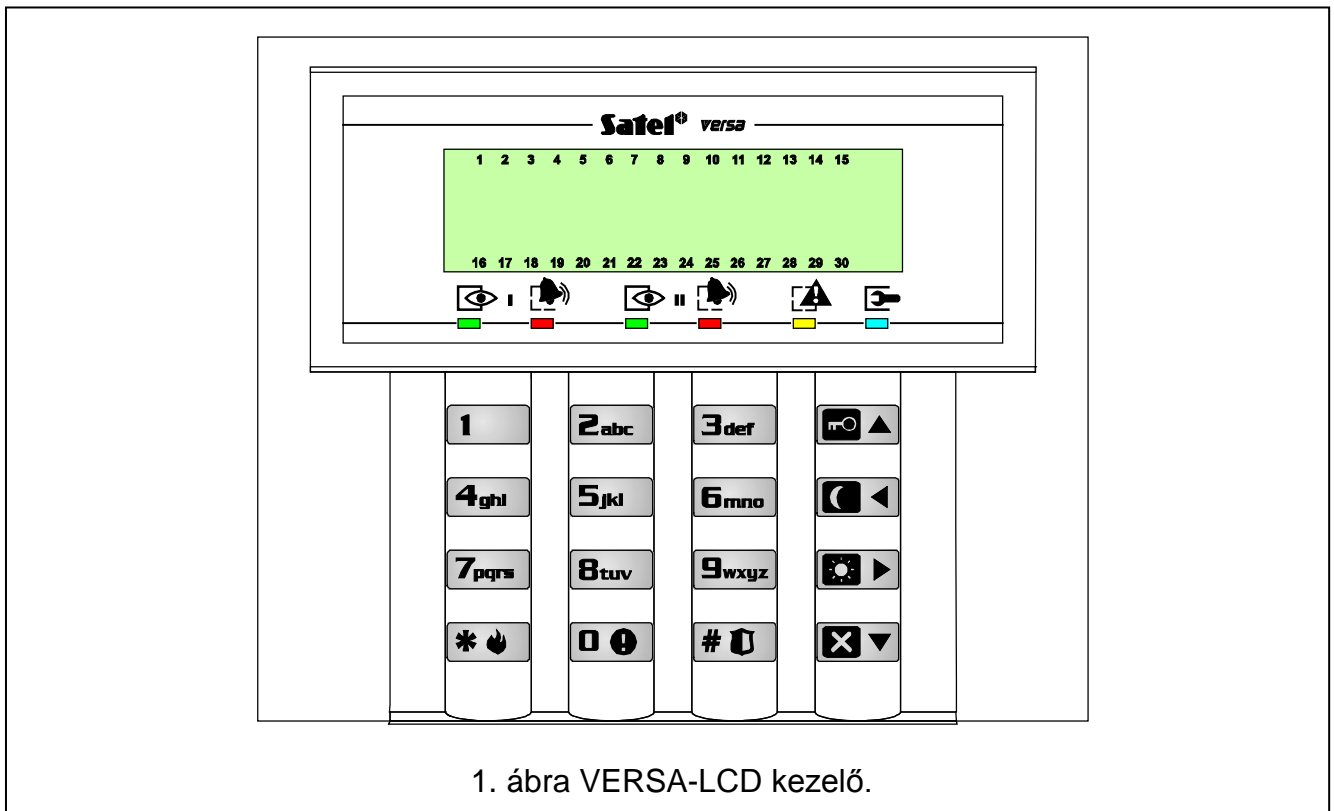 Satel® versa
1 2 3 4 5 6 7 8 9 10 11 12 13 14 15
16 17 18 19 20 21 22 23 24 25 26 27 28 29 30
I II
1 2abc 3def
4ghi 5jkl 6mno
7pqrs 8tuv 9wxyz
* 0 #
1. ábra VERSA-LCD kezelő.